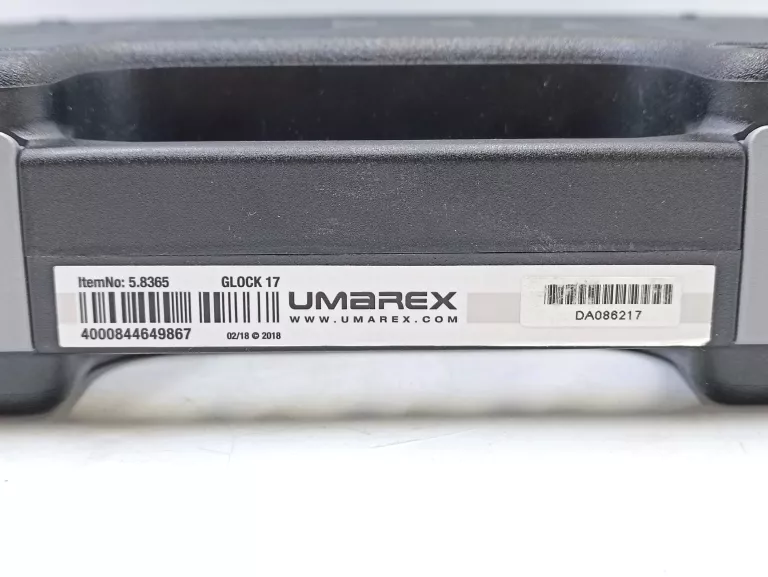 ItemNo: 5.8365 GLOCK 17
UMAREX
WWW.UMAREX.COM
4000844649867 02/18 © 2018
DA086217